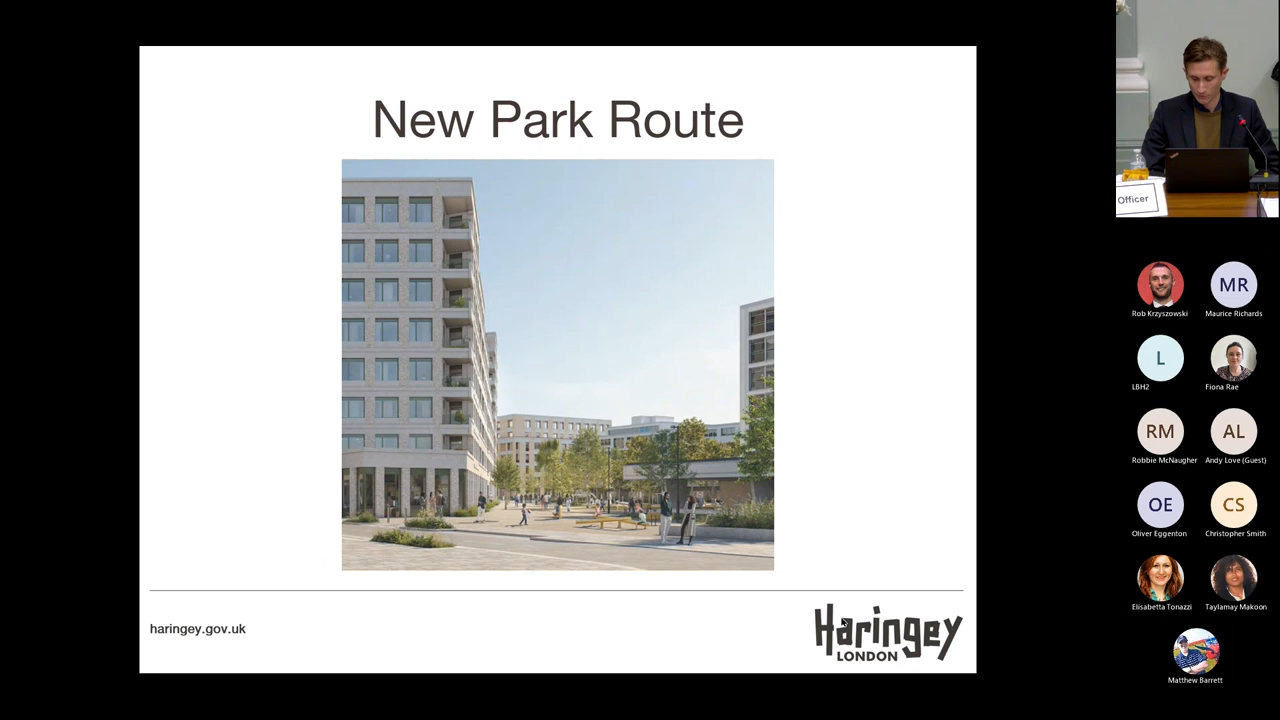 New Park Route
haringey.gov.uk
Haringey
LONDON
Officer
Rob Krzyszowski
MR
Maurice Richards
L
LBH2
Fiona Rae
RM
Robbie McNaugher
AL
Andy Love (Guest)
OE
Oliver Eggenton
CS
Christopher Smith
Elisabetta Tonazzi
Taylamay Makoon
Matthew Barrett